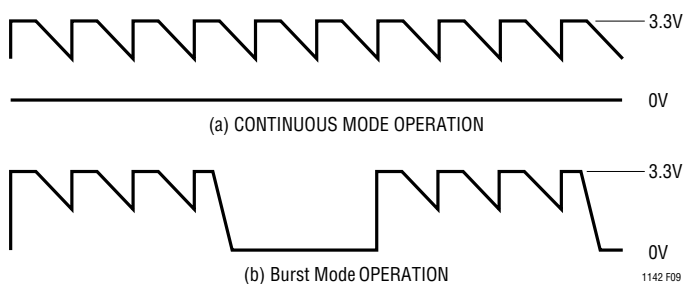 3.3V
0V
(a) CONTINUOUS MODE OPERATION
3.3V
0V
(b) Burst Mode OPERATION
1142 F09